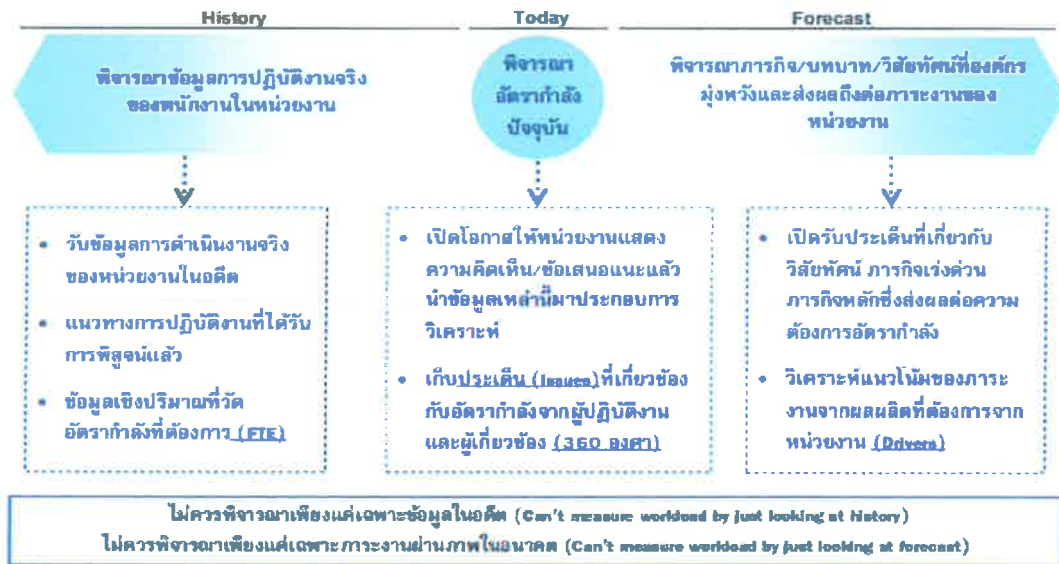 History
Today
Forecast
พิจารณาข้อมูลการปฏิบัติงานจริง
ของพนักงานในหน่วยงาน
พิจารณา
อัตรากำลัง
ปัจจุบัน
พิจารณาภารกิจ/บทบาท/วิสัยทัศน์ที่องค์กร
มุ่งหวังและส่งผลถึงต่อภาระงานของ
หน่วยงาน
• รับข้อมูลการดำเนินงานจริง
ของหน่วยงานในอดีต
• แนวทางการปฏิบัติงานที่ได้รับ
การพิสูจน์แล้ว
• ข้อมูลเชิงปริมาณที่วัด
อัตรากำลังที่ต้องการ (FTE)
• เปิดโอกาสให้หน่วยงานแสดง
ความคิดเห็น/ข้อเสนอแนะแล้ว
นำข้อมูลเหล่านี้มาประกอบการ
วิเคราะห์
• เก็บประเด็น (Issues)ที่เกี่ยวข้อง
กับอัตรากำลังจากผู้ปฏิบัติงาน
และผู้เกี่ยวข้อง (360 องศา)
• เปิดรับประเด็นที่เกี่ยวกับ
วิสัยทัศน์ ภารกิจเร่งด่วน
ภารกิจหลักซึ่งส่งผลต่อความ
ต้องการอัตรากำลัง
• วิเคราะห์แนวโน้มของภาระ
งานจากผลผลิตที่ต้องการจาก
หน่วยงาน (Drivers)
ไม่ควรพิจารณาเพียงแค่เฉพาะข้อมูลในอดีต (Can't measure workload by just looking at history)
ไม่ควรพิจารณาเพียงแค่เฉพาะภาระงานผ่านภาพในอนาคต (Can't measure workload by just looking at forecast)